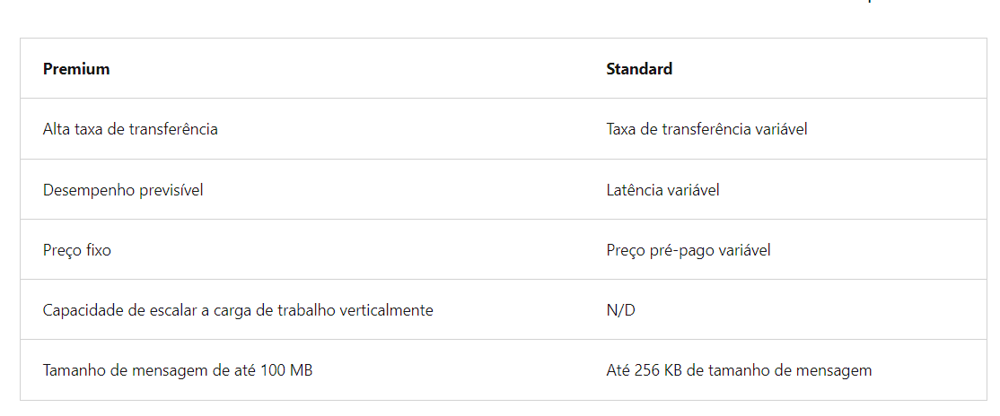 Premium Standard
Alta taxa de transferência Taxa de transferência variável
Desempenho previsível Latência variável
Preço fixo Preço pré-pago variável
Capacidade de escalar a carga de trabalho verticalmente N/D
Tamanho de mensagem de até 100 MB Até 256 KB de tamanho de mensagem